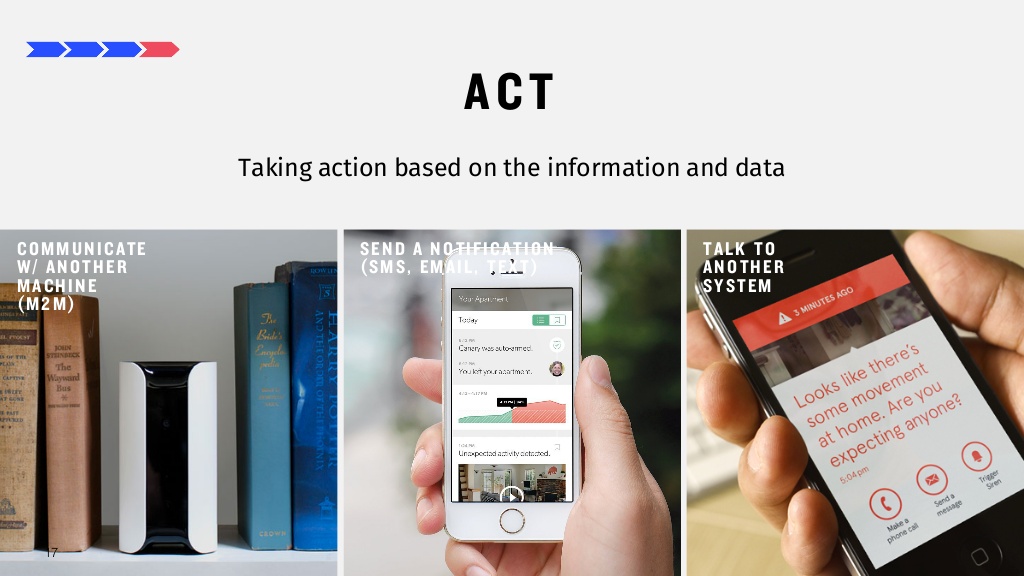 ACT
Taking action based on the information and data
COMMUNICATE
W/ ANOTHER
MACHINE
(M2M)
SEND A NOTIFICATION
(SMS, EMAIL, TEXT)
TALK TO
ANOTHER
SYSTEM
JOHN
STEINBECK
The
Wayward
Bus
The
Bride's
CROWN
Your Apartment
Today
Canary was auto-armed.
You left your apartment.
Unexpected activity detected.
3 MINUTES AGO
Looks like there's
some movement
at home. Are you
expecting anyone?
5:04pm
Make a
phone call
Send a
message
Trigger
Siren
17